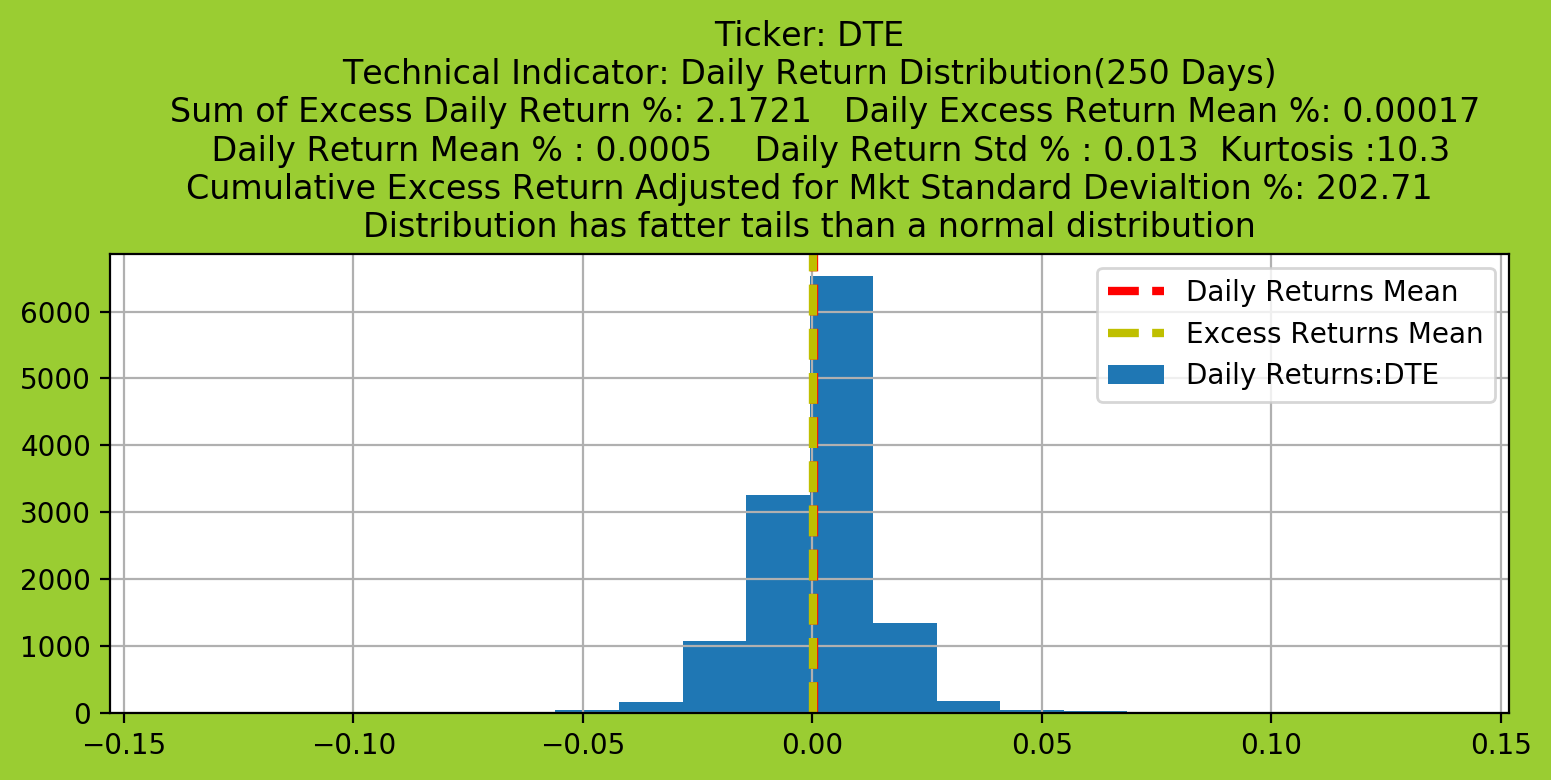 Ticker: DTE
Technical Indicator: Daily Return Distribution(250 Days)
Sum of Excess Daily Return %: 2.1721   Daily Excess Return Mean %: 0.00017
Daily Return Mean % : 0.0005    Daily Return Std % : 0.013  Kurtosis :10.3
Cumulative Excess Return Adjusted for Mkt Standard Devialtion %: 202.71
Distribution has fatter tails than a normal distribution
Daily Returns Mean
Excess Returns Mean
Daily Returns:DTE
6000
5000
4000
3000
2000
1000
0
−0.15 −0.10 −0.05 0.00 0.05 0.10 0.15